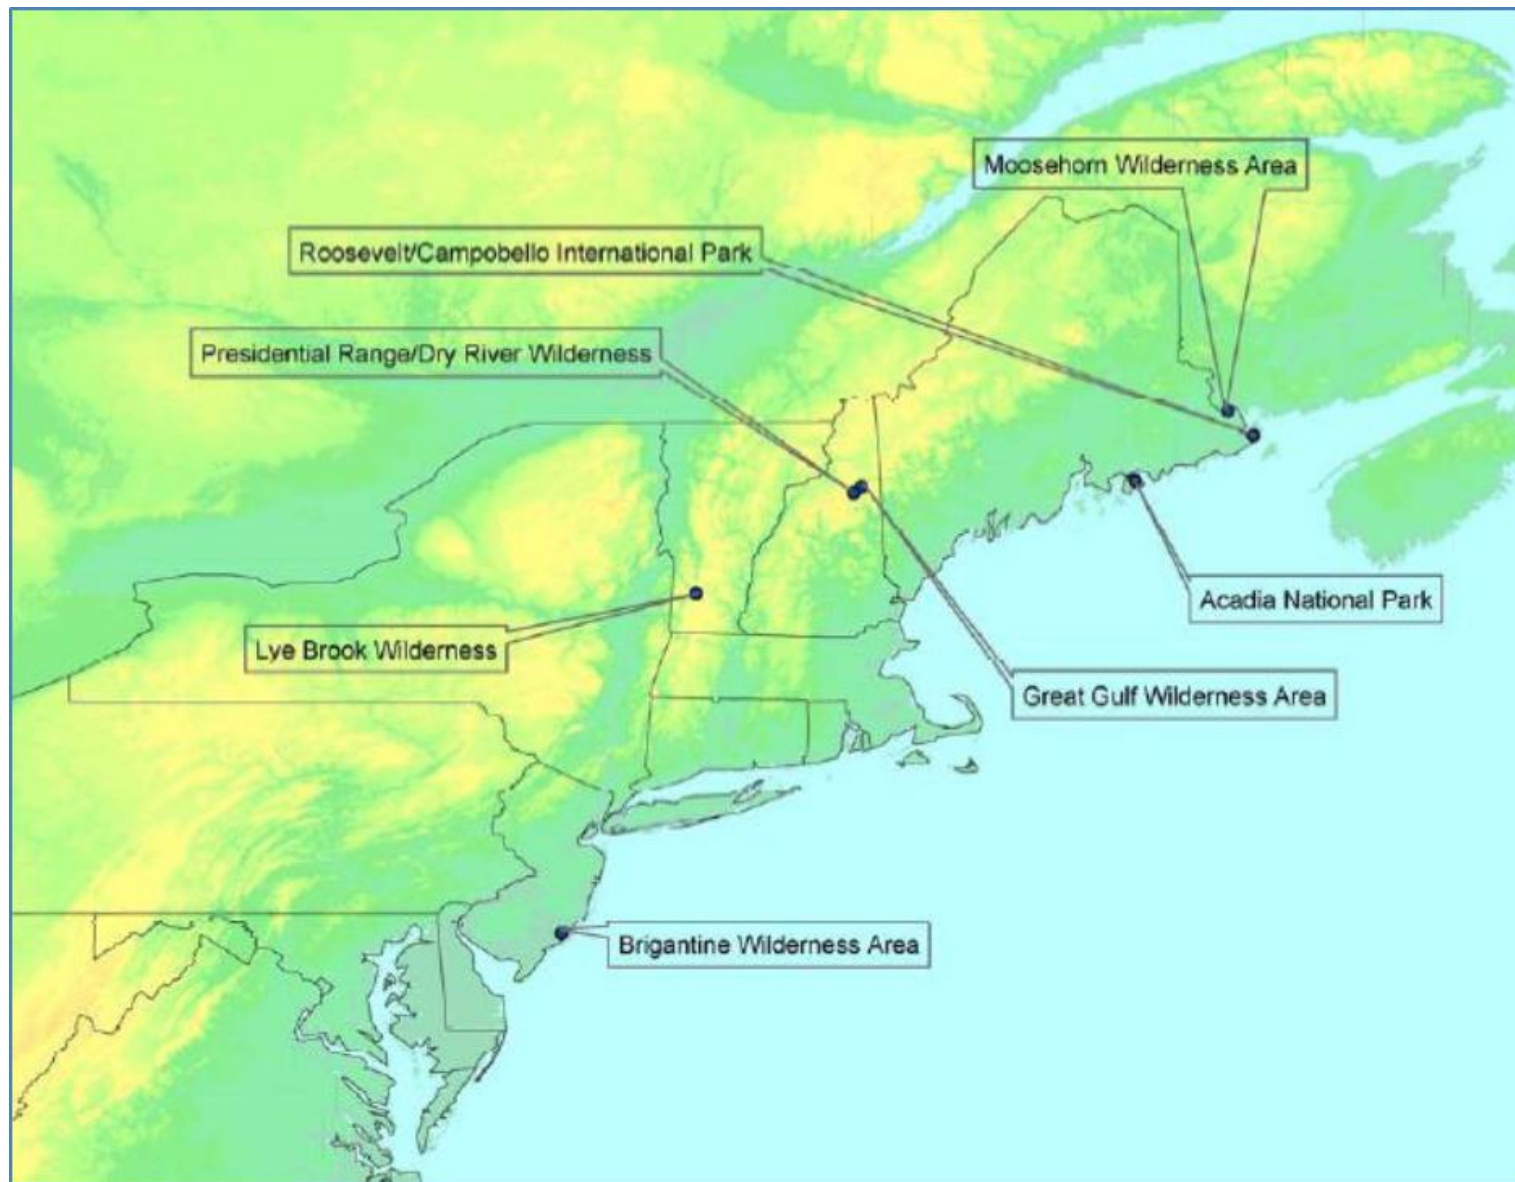 Moosehorn Wilderness Area
Roosevelt/Campobello International Park
Presidential Range/Dry River Wilderness
Acadia National Park
Lye Brook Wilderness
Great Gulf Wilderness Area
Brigantine Wilderness Area